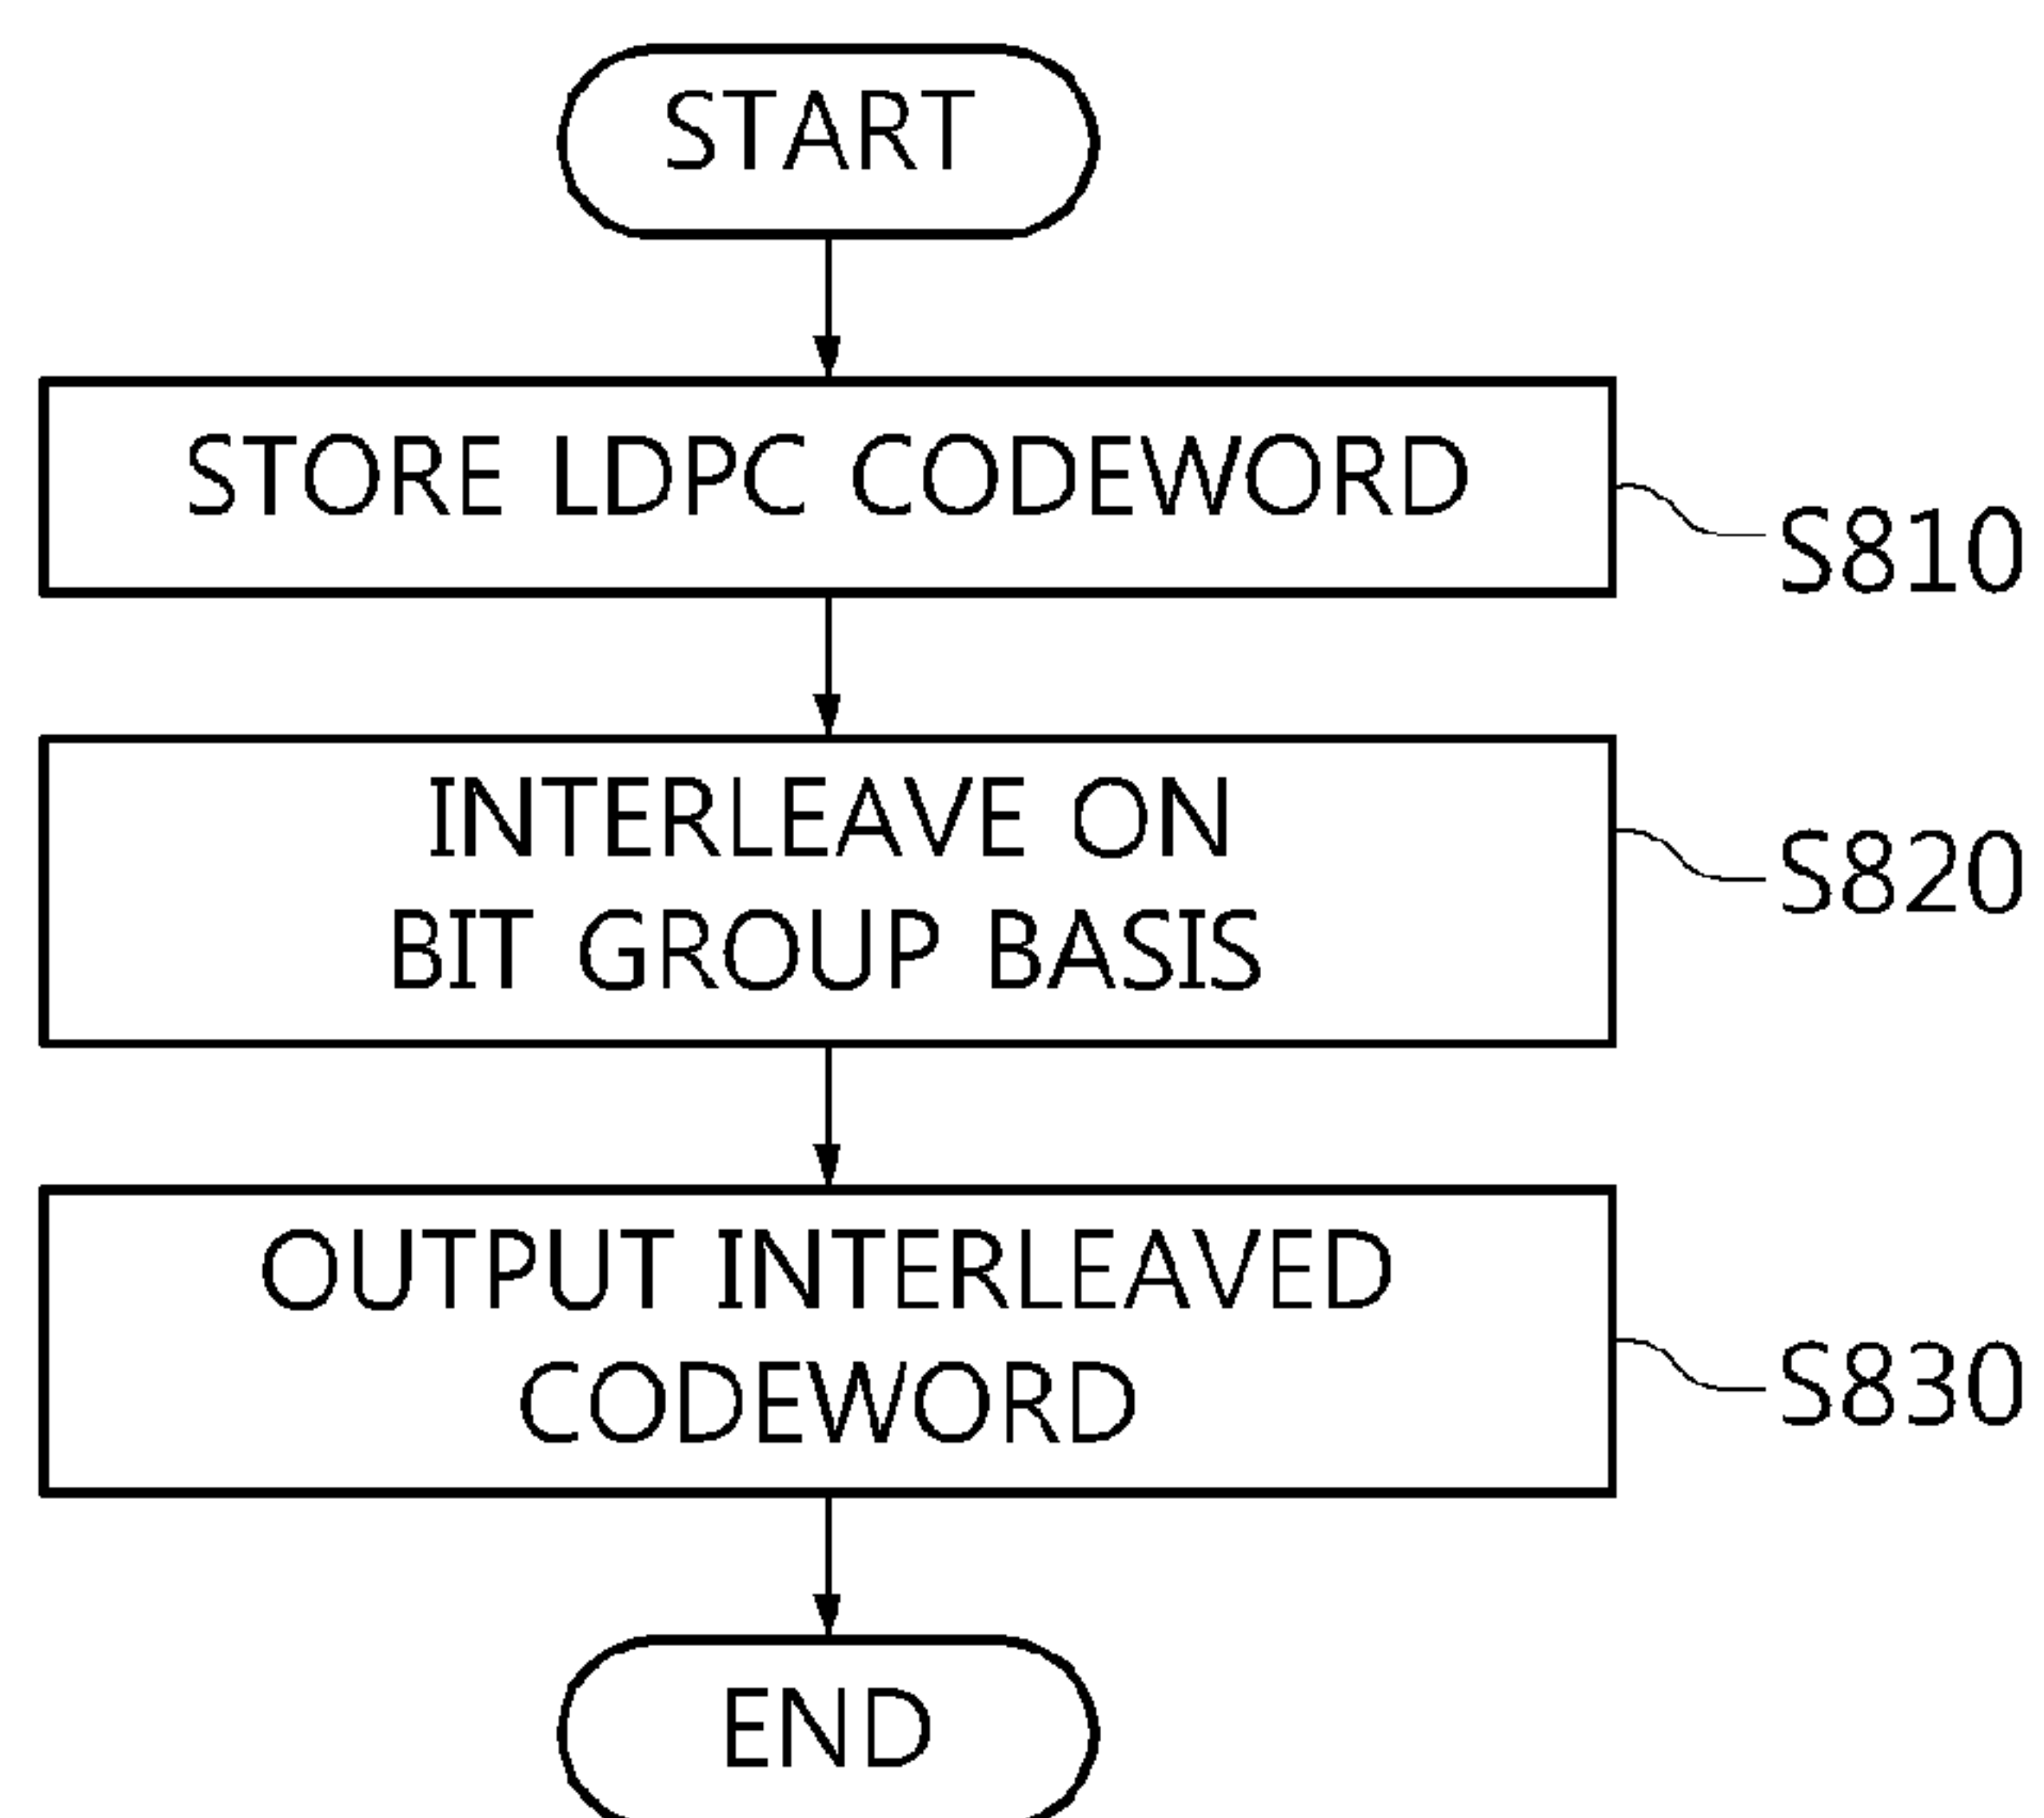 START
STORE LDPC CODEWORD
S810
INTERLEAVE ON
BIT GROUP BASIS
S820
OUTPUT INTERLEAVED
CODEWORD
S830
END